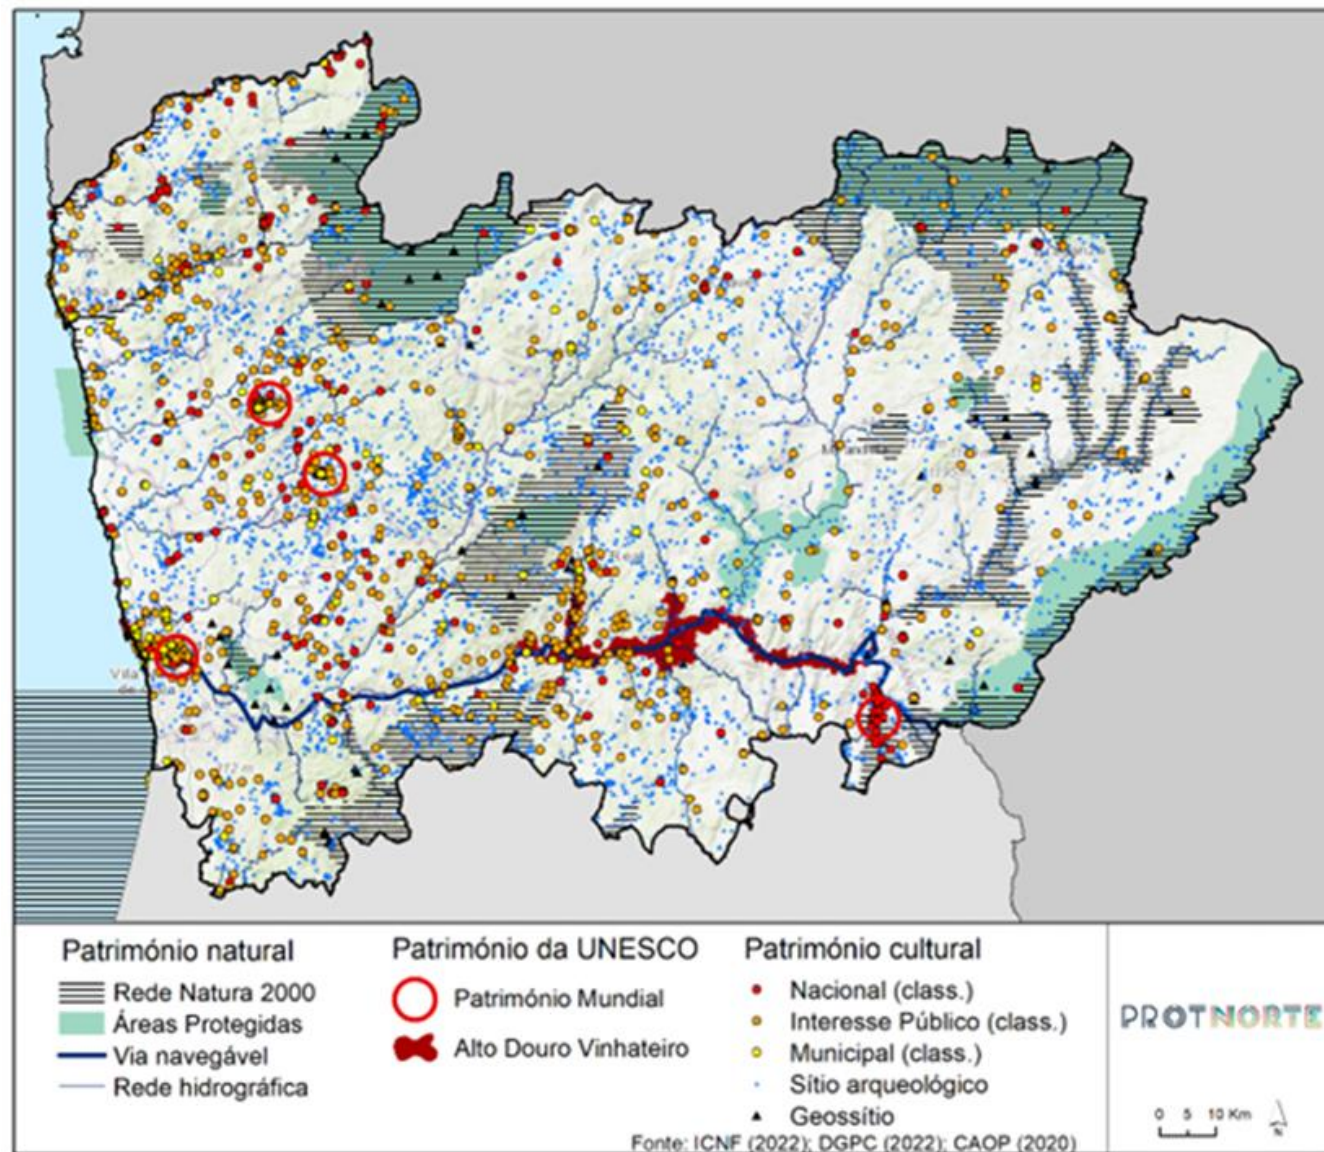 Vila
de
Património natural
Rede Natura 2000
Áreas Protegidas
Via navegável
Rede hidrográfica
Património da UNESCO
Património Mundial
Alto Douro Vinhateiro
Património cultural
Nacional (class.)
Interesse Público (class.)
Municipal (class.)
Sítio arqueológico
Geossítio
Fonte: ICNF (2022); DGPC (2022); CAOP (2020)
PROTNORTE
0 5 10 Km
N